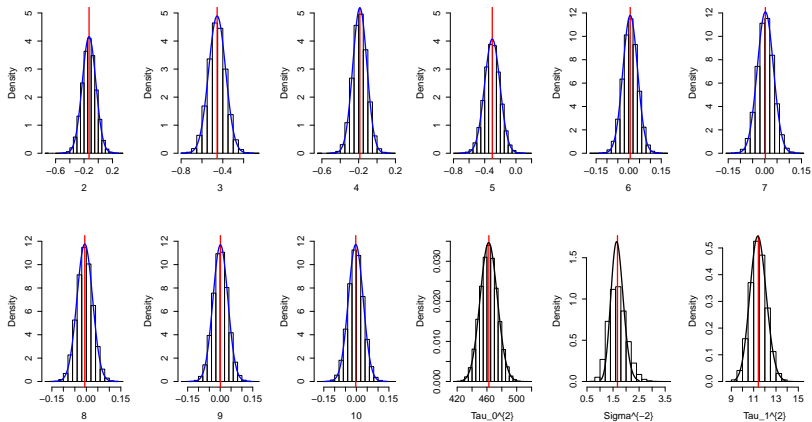 Density
0 1 2 3 4 5
−0.6 −0.2 0.2
2
Density
0 1 2 3 4 5
−0.8 −0.4
3
Density
0 1 2 3 4 5
−0.6 −0.2 0.2
4
Density
0 1 2 3 4 5
−0.8 −0.4 0.0
5
Density
0 2 4 6 8 10 12
−0.15 0.00 0.15
6
Density
0 2 4 6 8 10 12
−0.15 0.00 0.15
7
Density
0 2 4 6 8 10 12
−0.15 0.00 0.15
8
Density
0 2 4 6 8 10 12
−0.15 0.00 0.15
9
Density
0 2 4 6 8 10 12
−0.15 0.00 0.15
10
Density
0.000 0.010 0.020 0.030
420 460 500
Tau_0^{2}
Density
0.0 0.5 1.0 1.5
0.5 1.5 2.5 3.5
Sigma^{−2}
Density
0.0 0.1 0.2 0.3 0.4 0.5
9 11 13 15
Tau_1^{2}